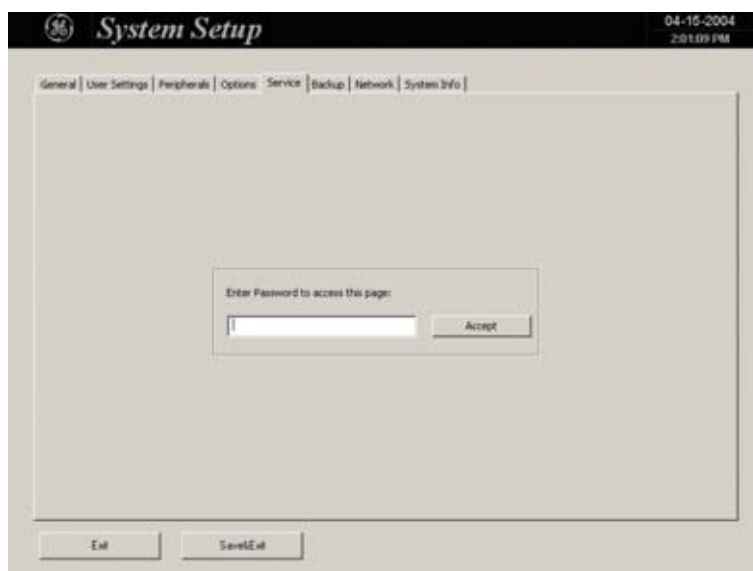 System Setup
04-15-2004
2:01:09 PM
General | User Settings | Peripherals | Options | Service | Backup | Network | System Info
Enter Password to access this page:
Accept
Exit
Save&Exit